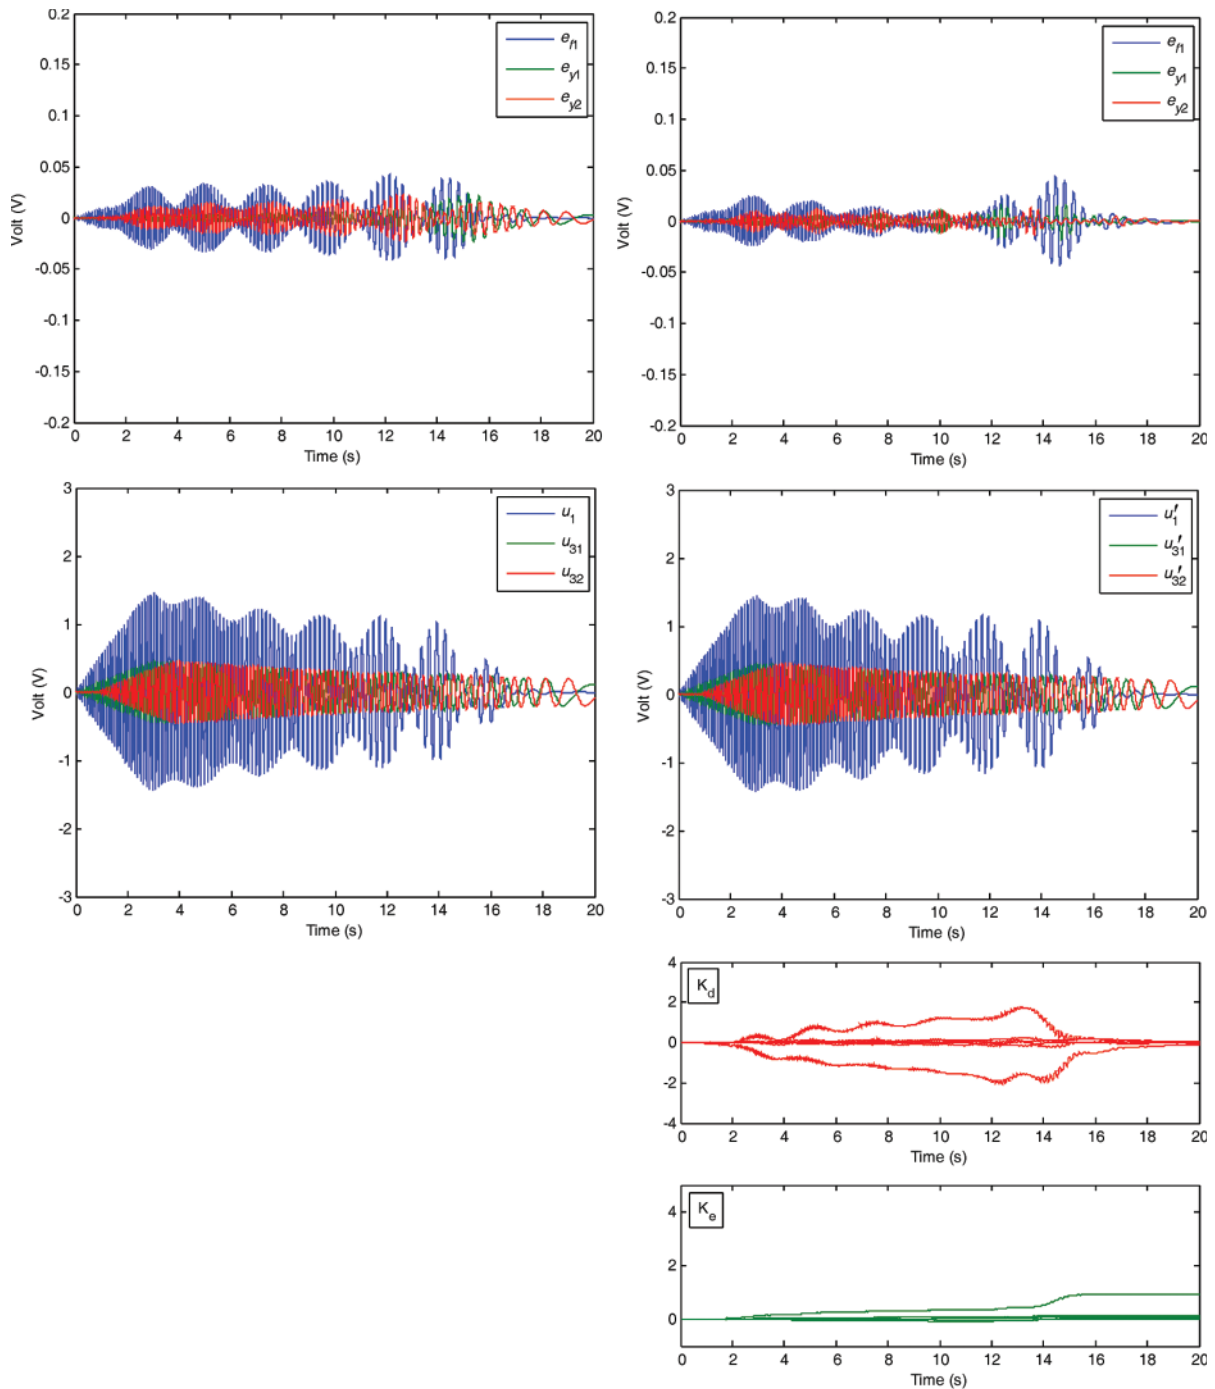 0.2
0.15
0.1
0.05
0
-0.05
-0.1
-0.15
-0.2
Volt (V)
e_f1
e_y1
e_y2
0 2 4 6 8 10 12 14 16 18 20
Time (s)
0.2
0.15
0.1
0.05
0
-0.05
-0.1
-0.15
-0.2
Volt (V)
e_f1
e_y1
e_y2
0 2 4 6 8 10 12 14 16 18 20
Time (s)
3
2
1
0
-1
-2
-3
Volt (V)
u_1
u_31
u_32
0 2 4 6 8 10 12 14 16 18 20
Time (s)
3
2
1
0
-1
-2
-3
Volt (V)
u′_1
u′_31
u′_32
0 2 4 6 8 10 12 14 16 18 20
Time (s)
4
2
0
-2
-4
K_d
0 2 4 6 8 10 12 14 16 18 20
Time (s)
4
2
0
K_e
0 2 4 6 8 10 12 14 16 18 20
Time (s)